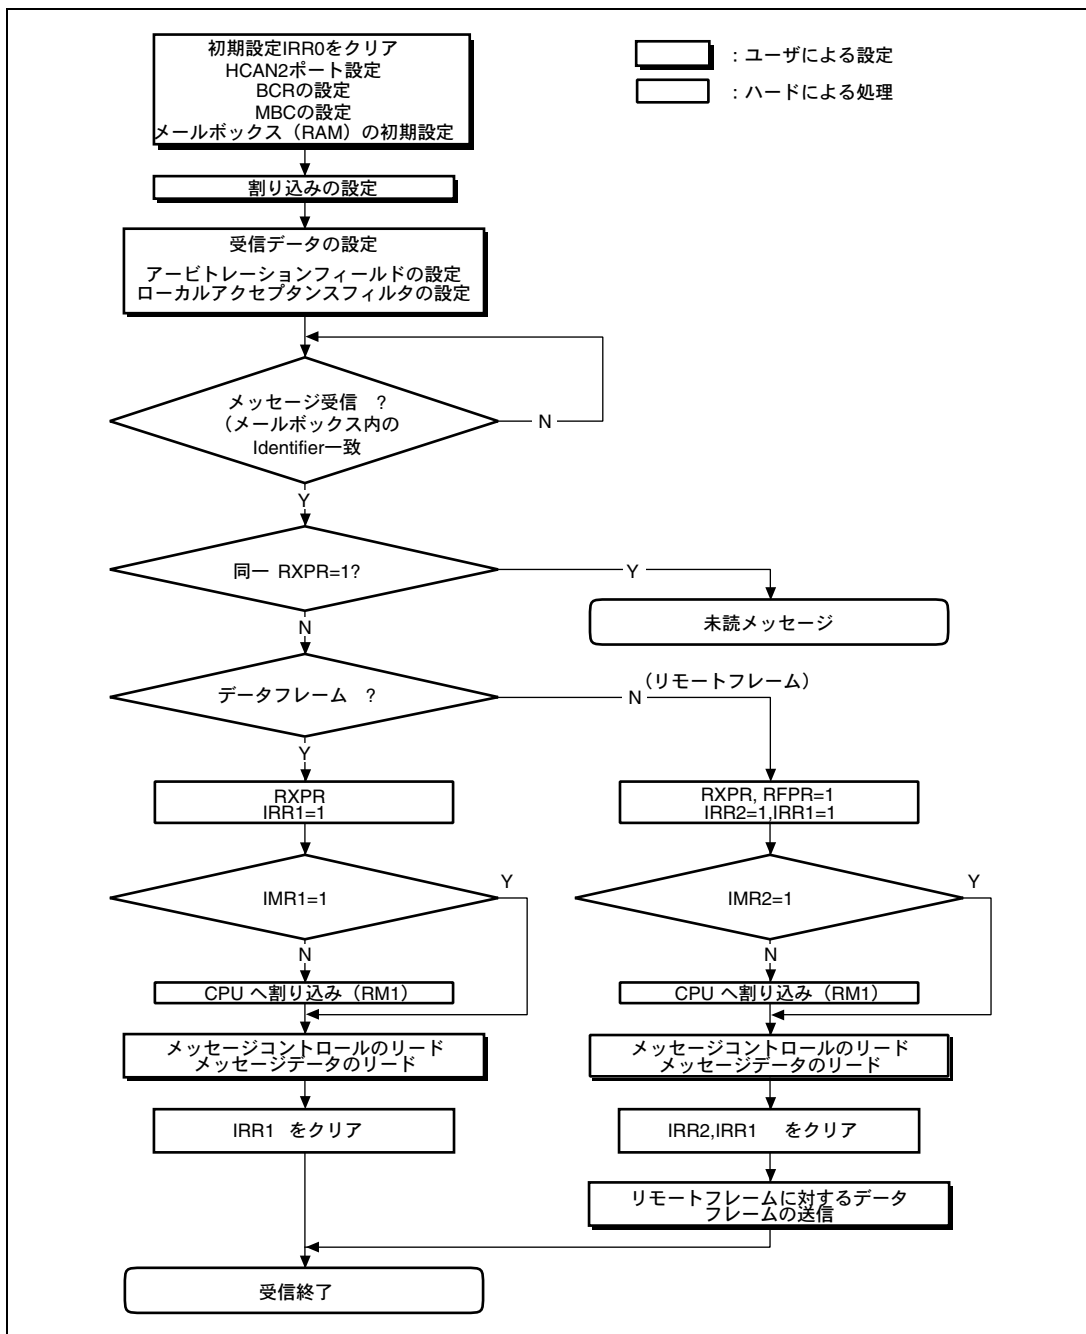 初期設定IRR0をクリア
HCAN2ポート設定
BCRの設定
MBCの設定
メールボックス（RAM）の初期設定
：ユーザによる設定
：ハードによる処理
割り込みの設定
受信データの設定
アービトレーションフィールドの設定
ローカルアクセプタンスフィルタの設定
メッセージ受信 ？
（メールボックス内の
Identifier一致
N
Y
同一 RXPR=1?
Y
未読メッセージ
N
データフレーム ？
N
（リモートフレーム）
Y
RXPR
IRR1=1
RXPR, RFPR=1
IRR2=1,IRR1=1
IMR1=1
Y
IMR2=1
Y
N
N
CPU へ割り込み（RM1）
CPU へ割り込み（RM1）
メッセージコントロールのリード
メッセージデータのリード
メッセージコントロールのリード
メッセージデータのリード
IRR1 をクリア
IRR2,IRR1 をクリア
リモートフレームに対するデータ
フレームの送信
受信終了